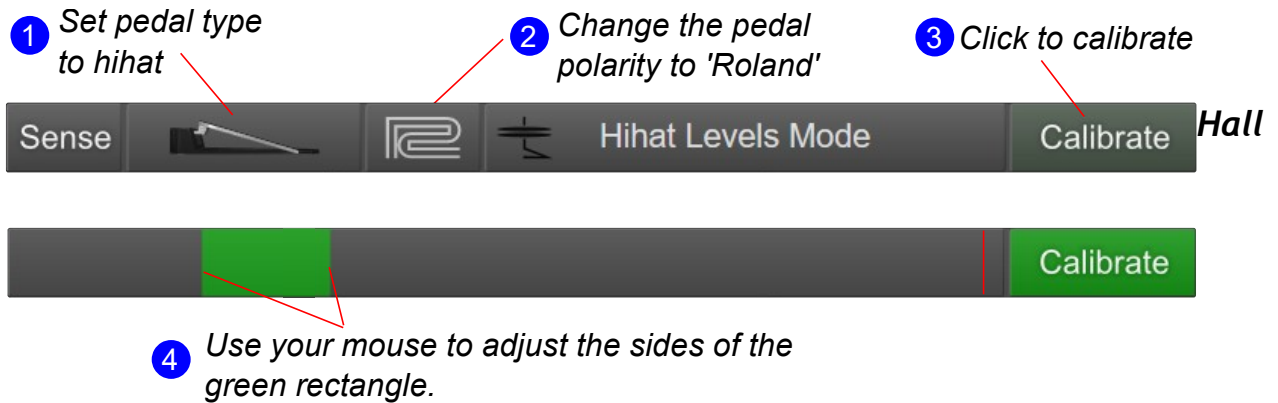 1 Set pedal type
to hihat
2 Change the pedal
polarity to 'Roland'
3 Click to calibrate
Sense Hihat Levels Mode Calibrate Hall
Calibrate
4 Use your mouse to adjust the sides of the
green rectangle.